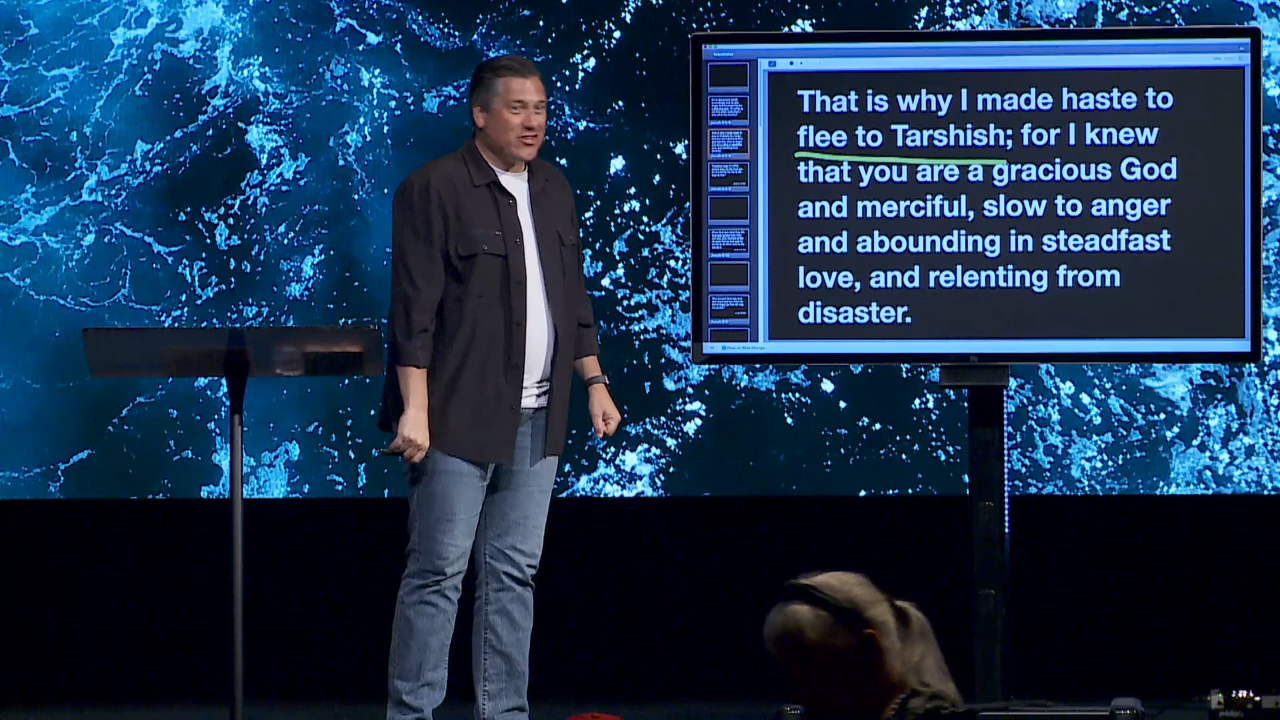 That is why I made haste to
flee to Tarshish; for I knew
that you are a gracious God
and merciful, slow to anger
and abounding in steadfast
love, and relenting from
disaster.